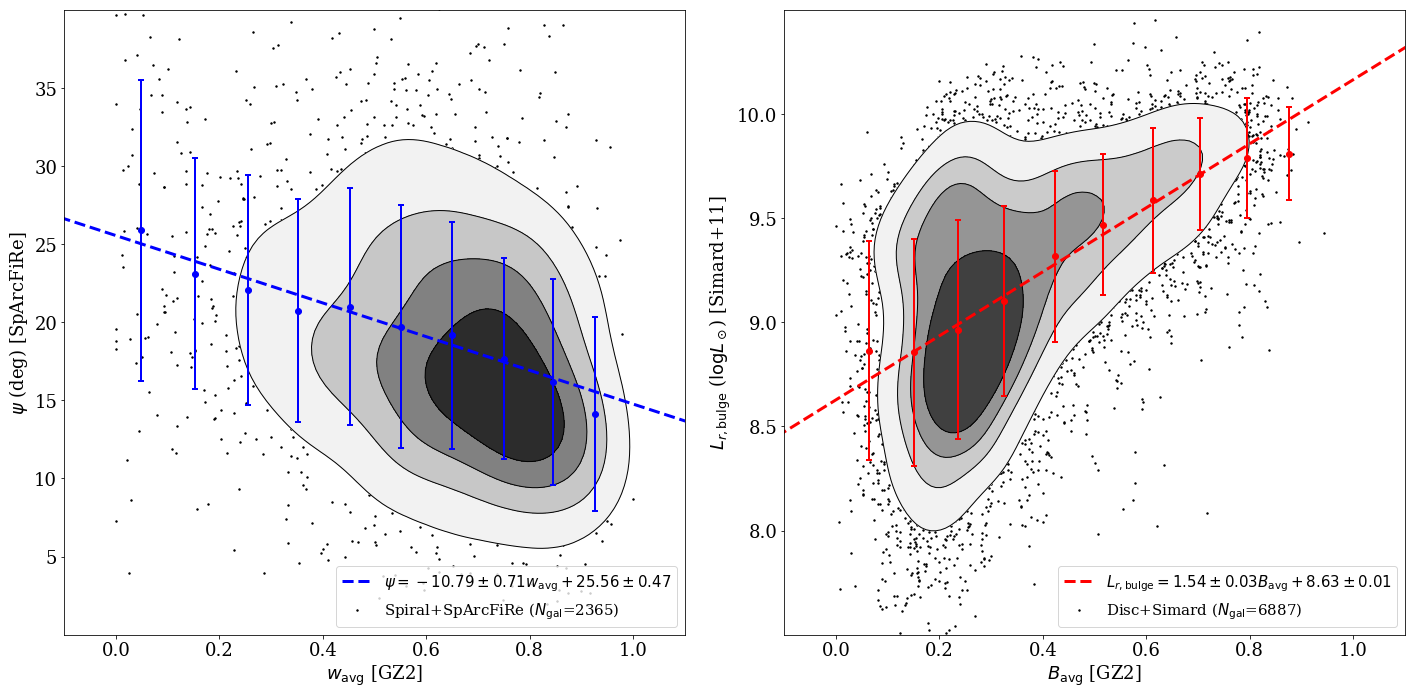 35
30
25
20
15
10
5
ψ (deg) [SpArcFiRe]
0.0 0.2 0.4 0.6 0.8 1.0
w_avg [GZ2]
ψ = −10.79 ± 0.71w_avg + 25.56 ± 0.47
Spiral+SpArcFiRe (N_gal=2365)
10.0
9.5
9.0
8.5
8.0
L_r,bulge (log L_⊙) [Simard+11]
0.0 0.2 0.4 0.6 0.8 1.0
B_avg [GZ2]
L_r,bulge = 1.54 ± 0.03B_avg + 8.63 ± 0.01
Disc+Simard (N_gal=6887)